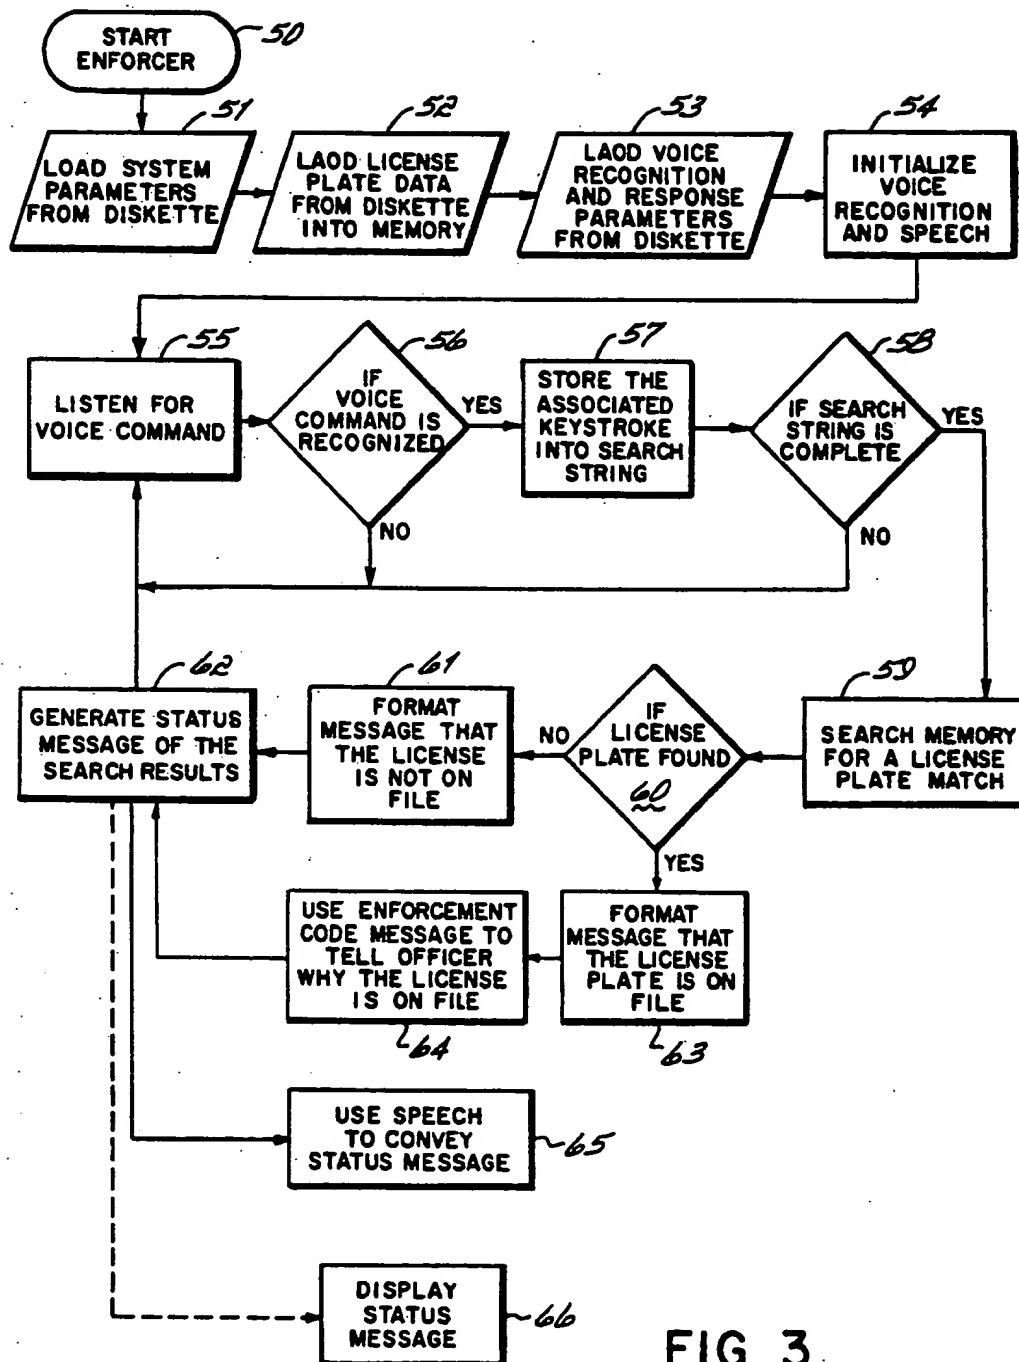 START
ENFORCER
50
51
LOAD SYSTEM
PARAMETERS
FROM DISKETTE
52
LAOD LICENSE
PLATE DATA
FROM DISKETTE
INTO MEMORY
53
LAOD VOICE
RECOGNITION
AND RESPONSE
PARAMETERS
FROM DISKETTE
54
INITIALIZE
VOICE
RECOGNITION
AND SPEECH
55
LISTEN FOR
VOICE COMMAND
56
IF
VOICE
COMMAND IS
RECOGNIZED
YES
NO
57
STORE THE
ASSOCIATED
KEYSTROKE
INTO SEARCH
STRING
58
IF SEARCH
STRING IS
COMPLETE
YES
NO
59
SEARCH MEMORY
FOR A LICENSE
PLATE MATCH
IF
LICENSE
PLATE FOUND
60
NO
YES
61
FORMAT
MESSAGE THAT
THE LICENSE
IS NOT ON
FILE
62
GENERATE STATUS
MESSAGE OF THE
SEARCH RESULTS
FORMAT
MESSAGE THAT
THE LICENSE
PLATE IS ON
FILE
63
USE ENFORCEMENT
CODE MESSAGE TO
TELL OFFICER
WHY THE LICENSE
IS ON FILE
64
USE SPEECH
TO CONVEY
STATUS MESSAGE
65
DISPLAY
STATUS
MESSAGE
66
FIG 3